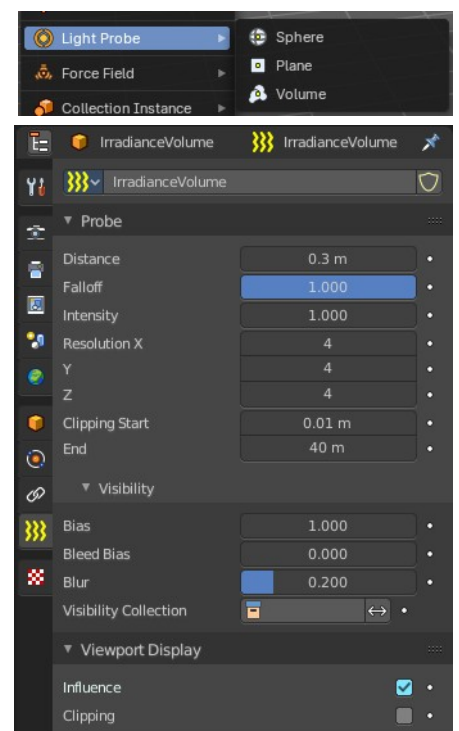 Light Probe
Sphere
Force Field
Plane
Collection Instance
Volume
IrradianceVolume IrradianceVolume
IrradianceVolume
Probe
Distance 0.3 m
Falloff 1.000
Intensity 1.000
Resolution X 4
Y 4
Z 4
Clipping Start 0.01 m
End 40 m
Visibility
Bias 1.000
Bleed Bias 0.000
Blur 0.200
Visibility Collection
Viewport Display
Influence
Clipping